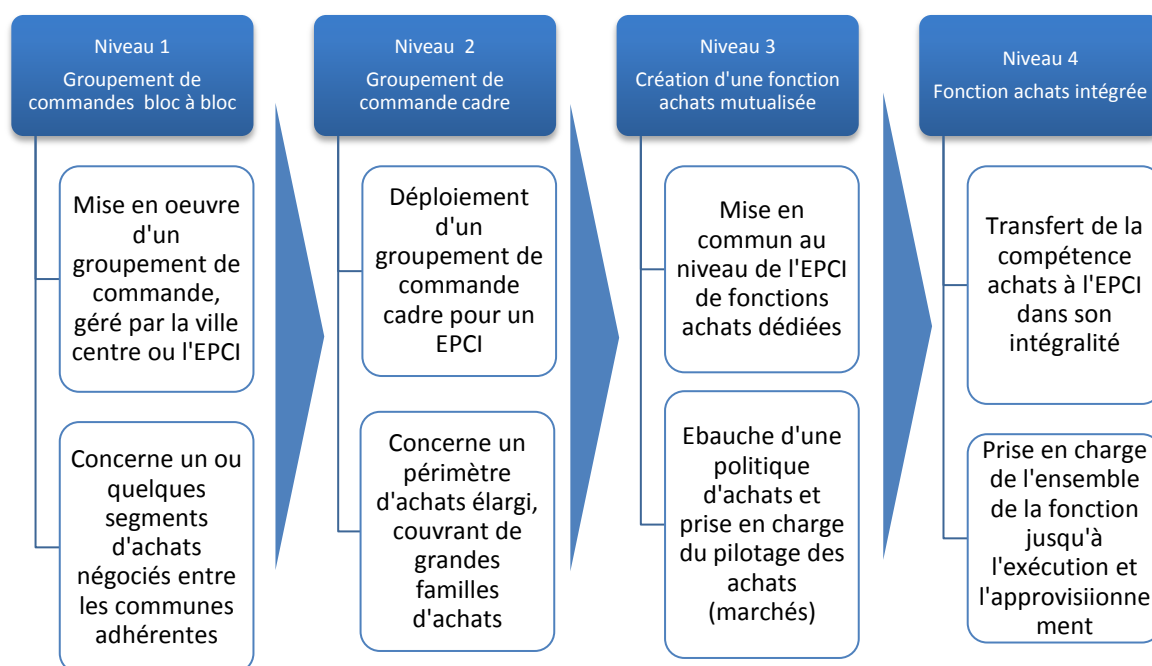 Niveau 1
Groupement de
commandes bloc à bloc
Mise en oeuvre
d'un
groupement de
commande,
géré par la ville
centre ou l'EPCI
Concerne un ou
quelques
segments
d'achats
négociés entre
les communes
adhérentes
Niveau 2
Groupement de
commande cadre
Déploiement
d'un
groupement de
commande
cadre pour un
EPCI
Concerne un
périmètre
d'achats élargi,
couvrant de
grandes
familles
d'achats
Niveau 3
Création d'une fonction
achats mutualisée
Mise en
commun au
niveau de l'EPCI
de fonctions
achats dédiées
Ebauche d'une
politique
d'achats et
prise en charge
du pilotage des
achats
(marchés)
Niveau 4
Fonction achats intégrée
Transfert de la
compétence
achats à l'EPCI
dans son
intégralité
Prise en charge
de l'ensemble
de la fonction
jusqu'à
l'exécution et
l'approvisiionne
ment